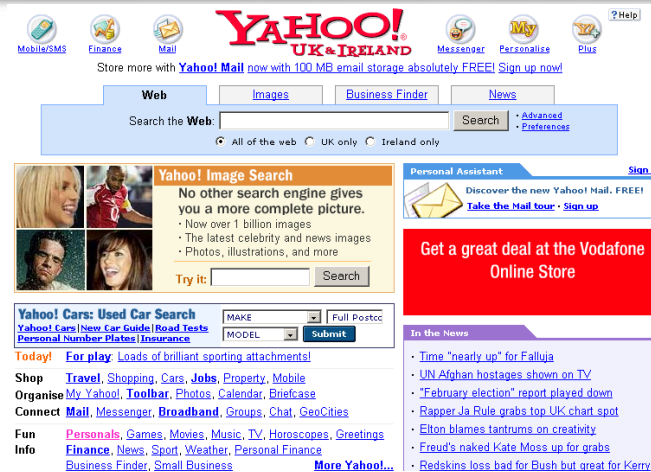 YAHOO!
UK & IRELAND
Mobile/SMS
Finance
Mail
Messenger
Personalise
My
Y!
Plus
? Help
Store more with Yahoo! Mail now with 100 MB email storage absolutely FREE! Sign up now!
Web
Images
Business Finder
News
Search the Web:
Search
· Advanced
· Preferences
All of the web
UK only
Ireland only
Yahoo! Image Search
No other search engine gives
you a more complete picture.
· Now over 1 billion images
· The latest celebrity and news images
· Photos, illustrations, and more
Try it:
Search
Yahoo! Cars: Used Car Search
Yahoo! Cars|New Car Guide|Road Tests
Personal Number Plates|Insurance
MAKE
Full Postcc
MODEL
Submit
Today! For play: Loads of brilliant sporting attachments!
Shop Travel, Shopping, Cars, Jobs, Property, Mobile
Organise My Yahoo!, Toolbar, Photos, Calendar, Briefcase
Connect Mail, Messenger, Broadband, Groups, Chat, GeoCities
Fun Personals, Games, Movies, Music, TV, Horoscopes, Greetings
Info Finance, News, Sport, Weather, Personal Finance
Business Finder, Small Business
More Yahoo!...
Personal Assistant
Sign
Discover the new Yahoo! Mail. FREE!
Take the Mail tour · Sign up
Get a great deal at the Vodafone
Online Store
In the News
· Time "nearly up" for Falluja
· UN Afghan hostages shown on TV
· "February election" report played down
· Rapper Ja Rule grabs top UK chart spot
· Elton blames tantrums on creativity
· Freud's naked Kate Moss up for grabs
· Redskins loss bad for Bush but great for Kerr